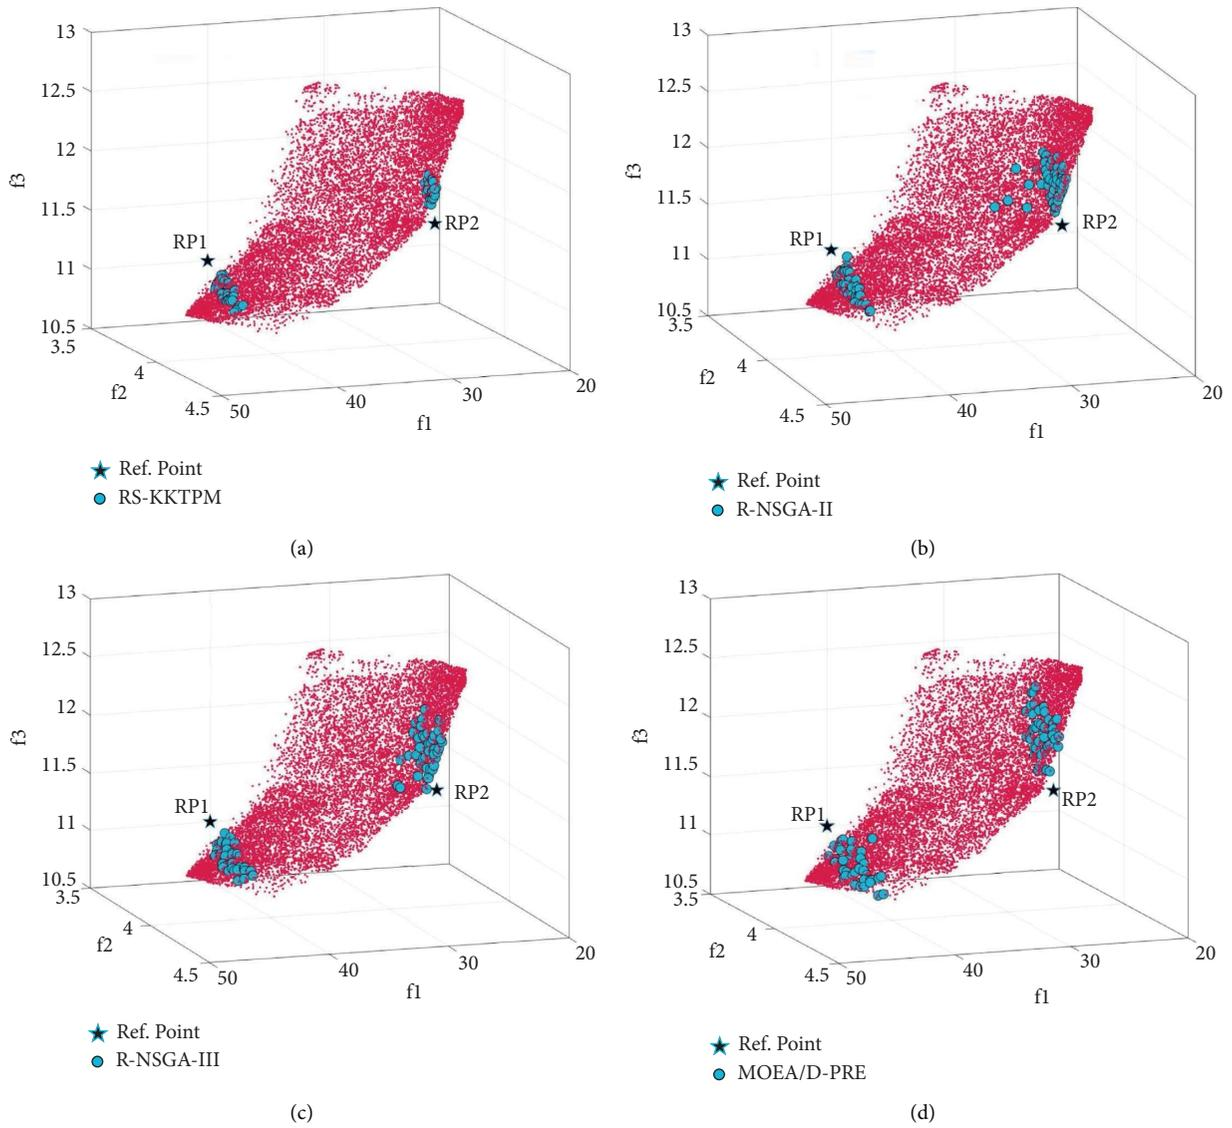 13
12.5
12
11.5
11
10.5
f3
3.5
4
4.5
f2
50
40
30
20
f1
RP1
RP2
Ref. Point
RS-KKTPM
(a)
13
12.5
12
11.5
11
10.5
f3
3.5
4
4.5
f2
50
40
30
20
f1
RP1
RP2
Ref. Point
R-NSGA-II
(b)
13
12.5
12
11.5
11
10.5
f3
3.5
4
4.5
f2
50
40
30
20
f1
RP1
RP2
Ref. Point
R-NSGA-III
(c)
13
12.5
12
11.5
11
10.5
f3
3.5
4
4.5
f2
50
40
30
20
f1
RP1
RP2
Ref. Point
MOEA/D-PRE
(d)